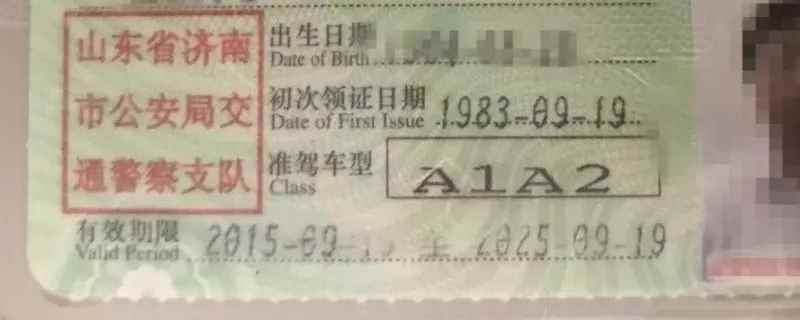 山东省济南
市公安局交
通警察支队
出生日期
Date of Birth
初次领证日期 1983-09-19
Date of First Issue
准驾车型 A1A2
Class
有效期限 2015-09-19 至 2025-09-19
Valid Period